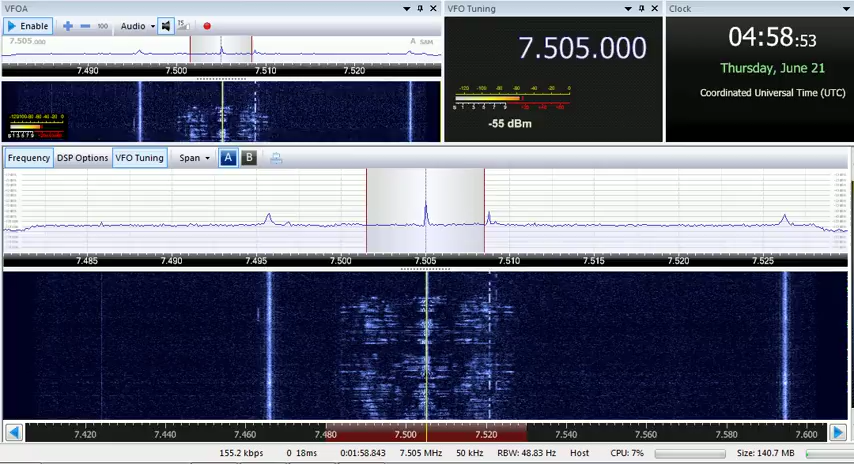 VFOA
Enable
100
Audio
7.505.000
A SAM
7.490 7.500 7.510 7.520
VFO Tuning
7.505.000
-55 dBm
Clock
04:58:53
Thursday, June 21
Coordinated Universal Time (UTC)
Frequency DSP Options VFO Tuning Span A B
7.485 7.490 7.495 7.500 7.505 7.510 7.515 7.520 7.525
7.420 7.440 7.460 7.480 7.500 7.520 7.540 7.560 7.580 7.600
155.2 kbps 0 18ms 0:01:58.843 7.505 MHz 50 kHz RBW: 48.83 Hz Host CPU: 7% Size: 140.7 MB